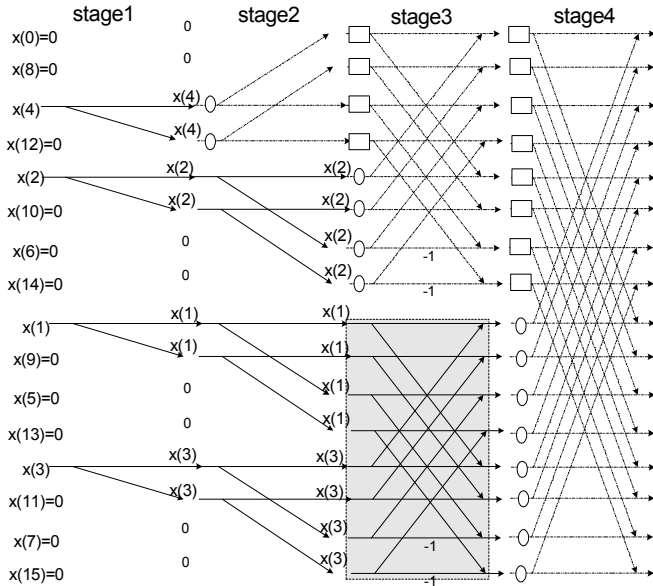 stage1 stage2 stage3 stage4
x(0)=0 0
x(8)=0 0
x(4) x(4)
x(12)=0 x(4)
x(2) x(2) x(2)
x(10)=0 x(2) x(2)
x(6)=0 0 x(2) -1
x(14)=0 0 x(2) -1
x(1) x(1) x(1)
x(9)=0 x(1) x(1)
x(5)=0 0 x(1)
x(13)=0 0 x(1)
x(3) x(3) x(3)
x(11)=0 x(3) x(3)
x(7)=0 0 x(3) -1
x(15)=0 0 x(3) -1